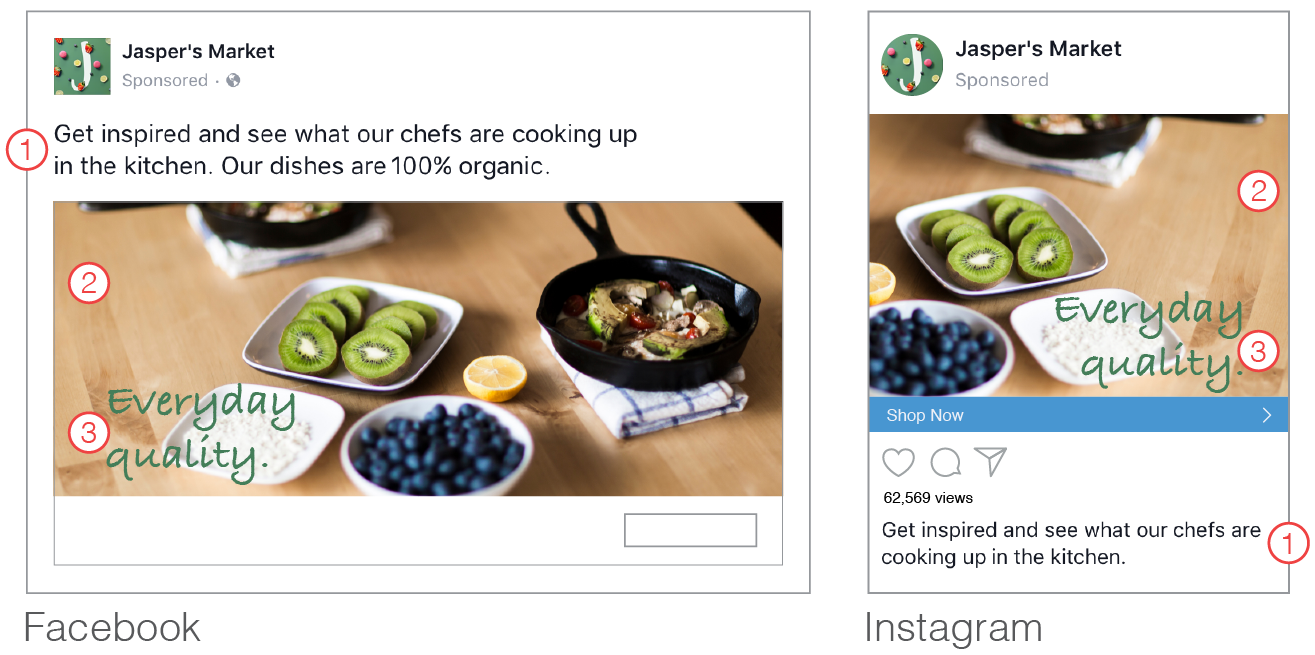 Jasper's Market
Sponsored ·
1
Get inspired and see what our chefs are cooking up
in the kitchen. Our dishes are 100% organic.
2
3
Everyday
quality.
Facebook
Jasper's Market
Sponsored
2
Everyday
quality.
3
Shop Now
62,569 views
Get inspired and see what our chefs are
cooking up in the kitchen.
1
Instagram